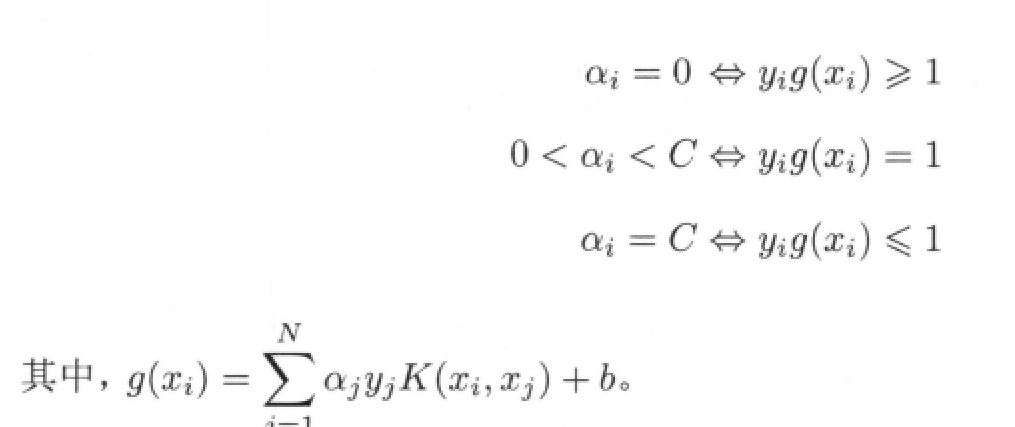 αᵢ = 0 ⇔ yᵢg(xᵢ) ⩾ 1
0 < αᵢ < C ⇔ yᵢg(xᵢ) = 1
αᵢ = C ⇔ yᵢg(xᵢ) ⩽ 1
其中，g(xᵢ) = ∑_{j=1}^{N} αⱼyⱼK(xᵢ, xⱼ) + b。